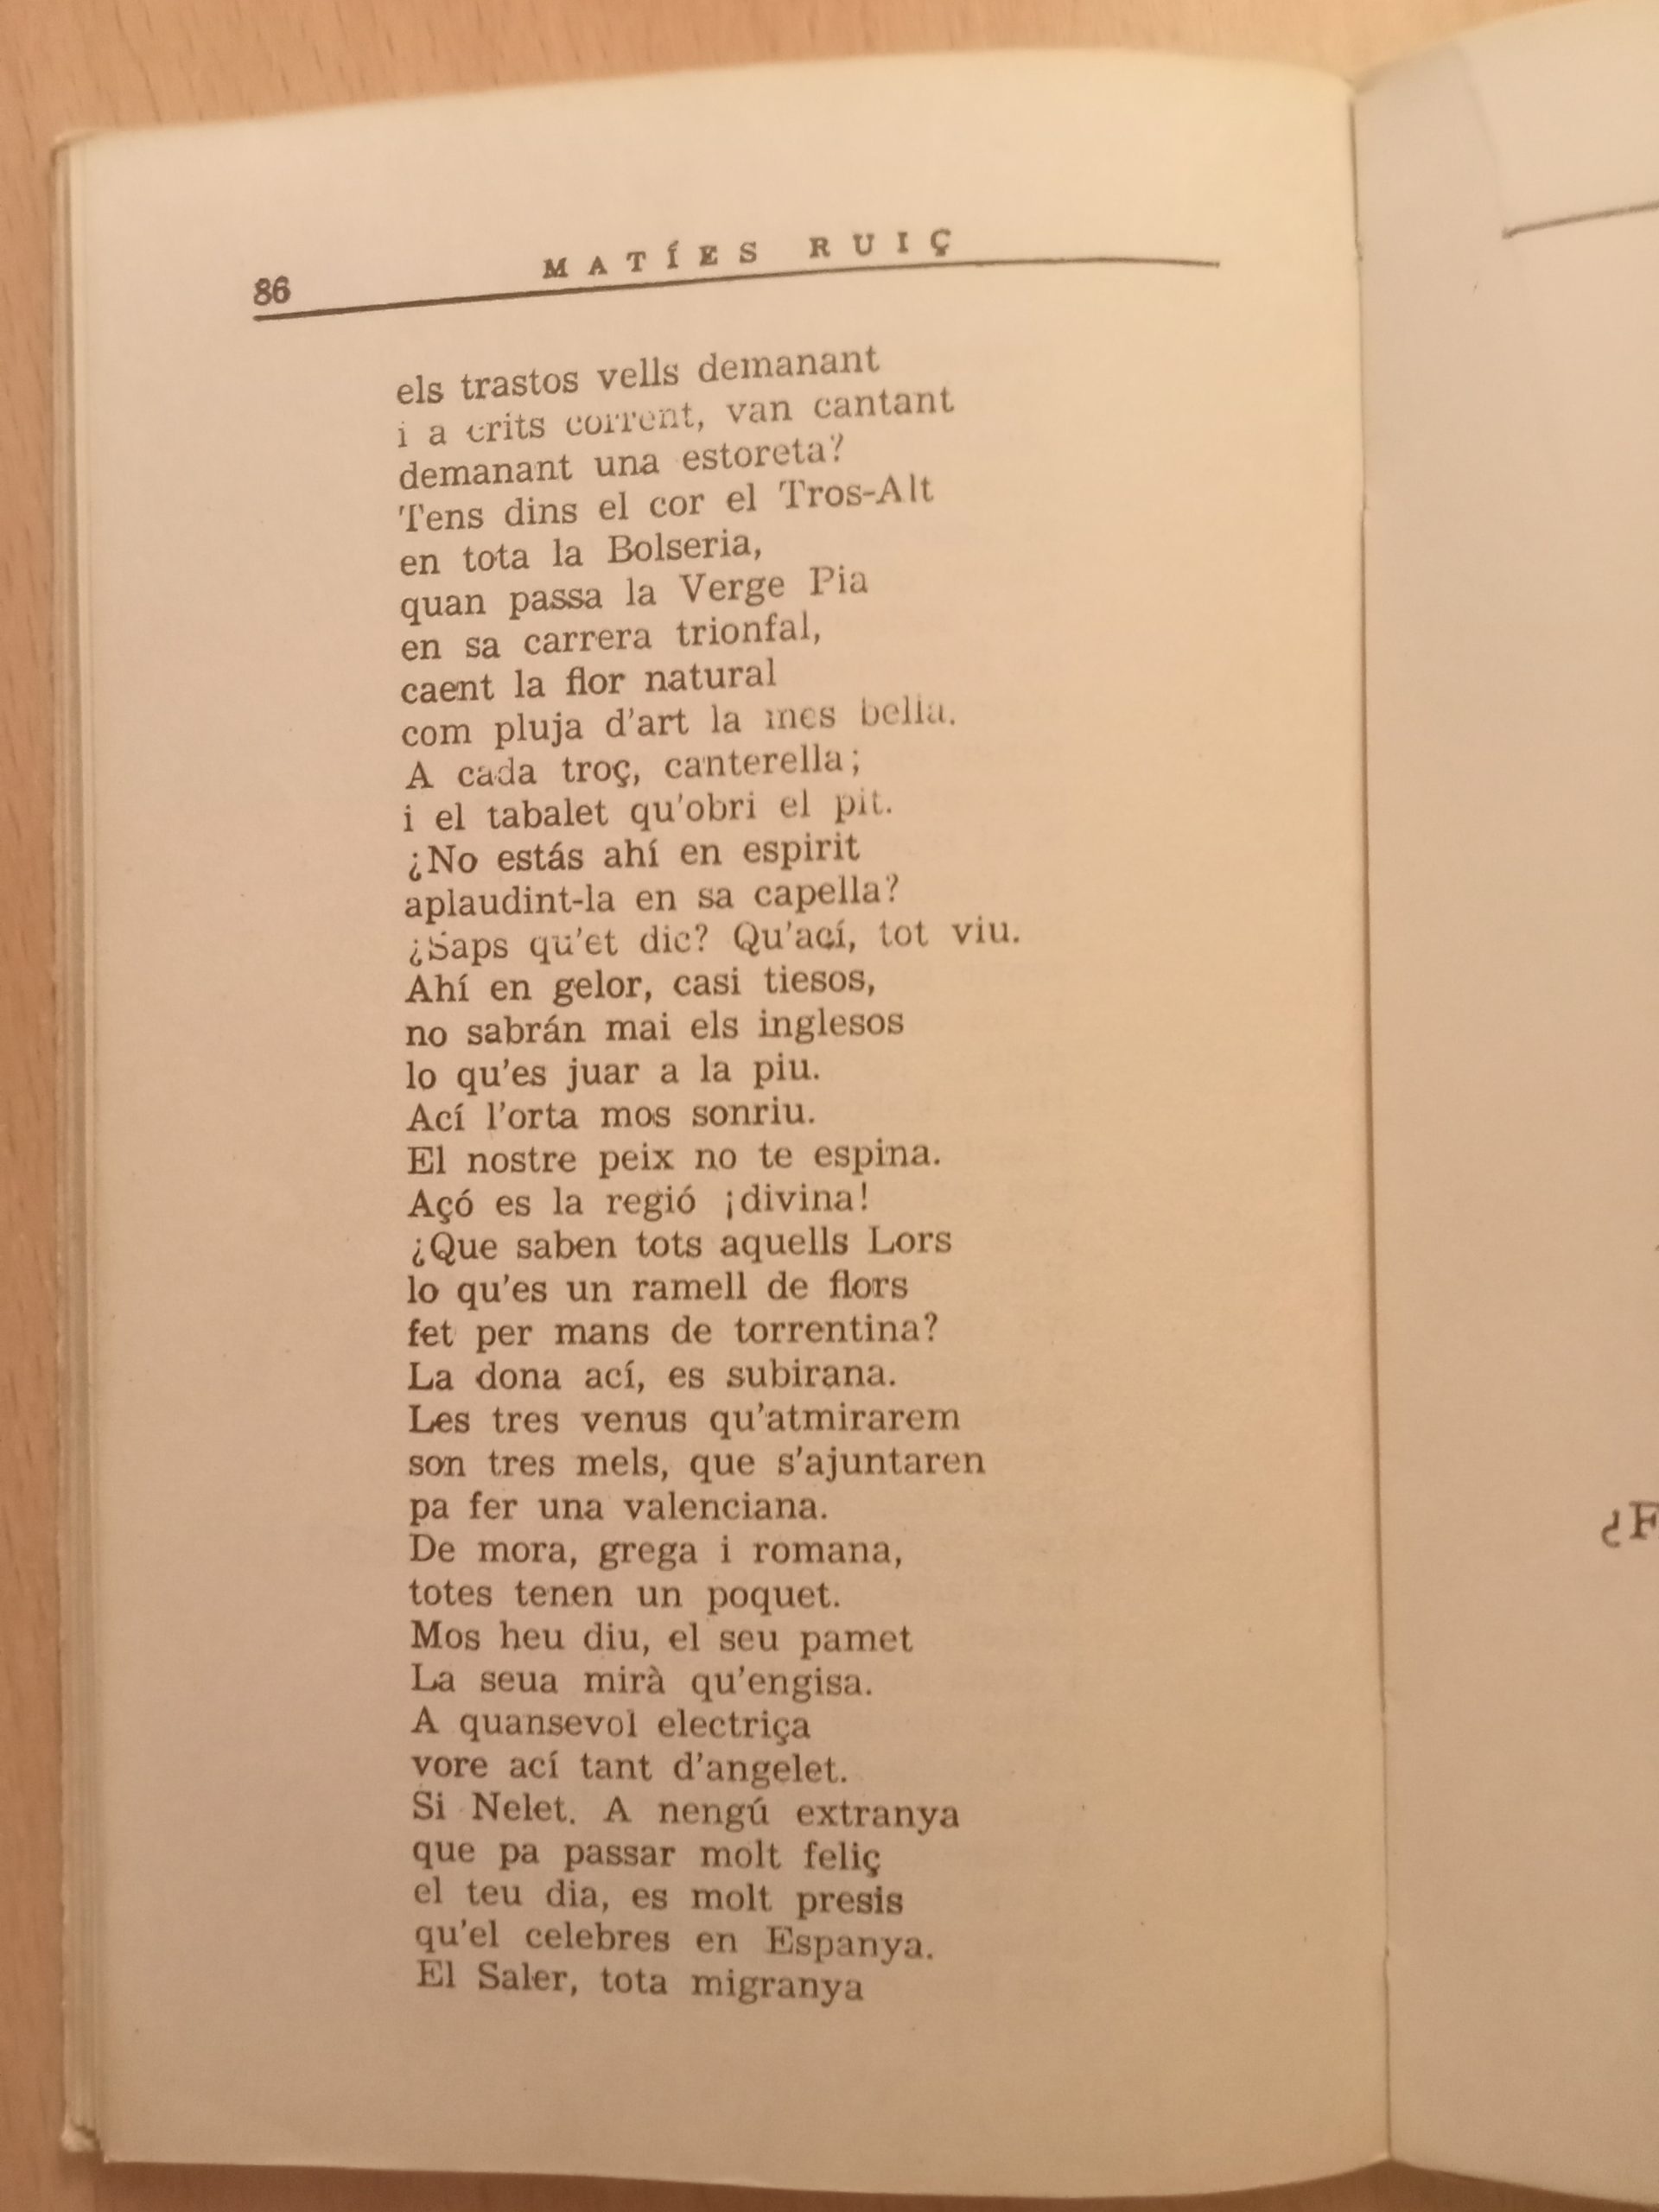 86
MATÍES RUIÇ
els trastos vells demanant
i a crits corrent, van cantant
demanant una estoreta?
Tens dins el cor el Tros-Alt
en tota la Bolseria,
quan passa la Verge Pia
en sa carrera trionfal,
caent la flor natural
com pluja d'art la mes bella.
A cada troç, canterella;
i el tabalet qu'obri el pit.
¿No estás ahí en espirit
aplaudint-la en sa capella?
¿Saps qu'et dic? Qu'ací, tot viu.
Ahí en gelor, casi tiesos,
no sabrán mai els inglesos
lo qu'es juar a la piu.
Ací l'orta mos sonriu.
El nostre peix no te espina.
Açó es la regió ¡divina!
¿Que saben tots aquells Lors
lo qu'es un ramell de flors
fet per mans de torrentina?
La dona ací, es subirana.
Les tres venus qu'atmirarem
son tres mels, que s'ajuntaren
pa fer una valenciana.
De mora, grega i romana,
totes tenen un poquet.
Mos heu diu, el seu pamet
La seua mirà qu'engisa.
A quansevol electriça
vore ací tant d'angelet.
Si Nelet. A nengú extranya
que pa passar molt feliç
el teu dia, es molt presis
qu'el celebres en Espanya.
El Saler, tota migranya
¿F